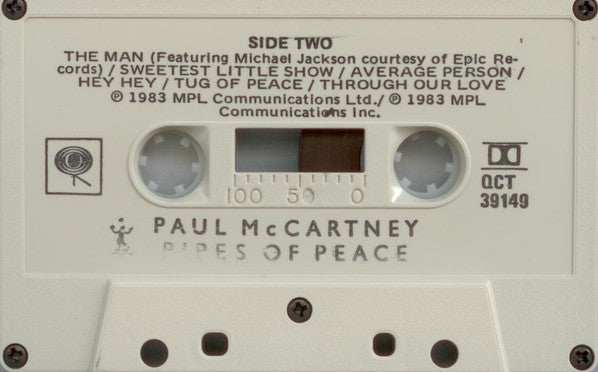 SIDE TWO
THE MAN (Featuring Michael Jackson courtesy of Epic Re-
cords) / SWEETEST LITTLE SHOW / AVERAGE PERSON /
HEY HEY / TUG OF PEACE / THROUGH OUR LOVE
℗ 1983 MPL Communications Ltd./ ℗ 1983 MPL
Communications Inc.
100 50 0
QCT
39149
PAUL McCARTNEY
PIPES OF PEACE